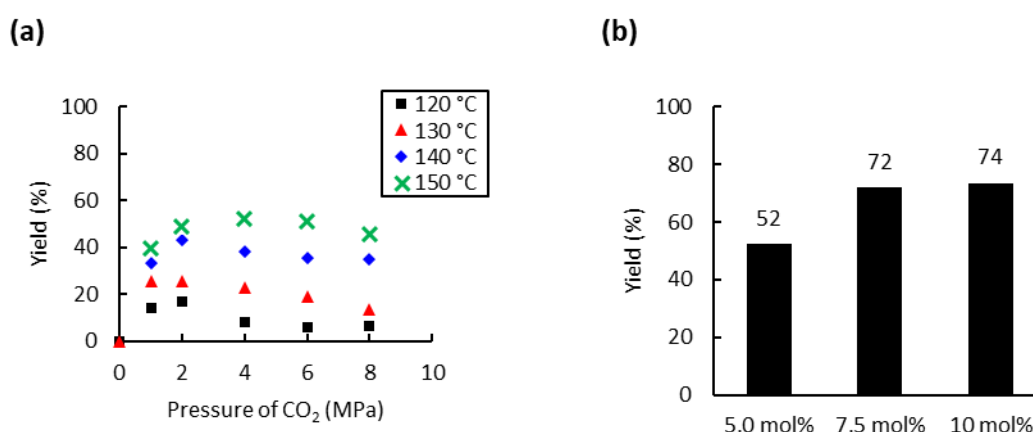 (a)
120 °C
130 °C
140 °C
150 °C
Yield (%)
100
80
60
40
20
0
0 2 4 6 8 10
Pressure of CO₂ (MPa)
(b)
Yield (%)
100
80
60
40
20
0
52
72
74
5.0 mol% 7.5 mol% 10 mol%